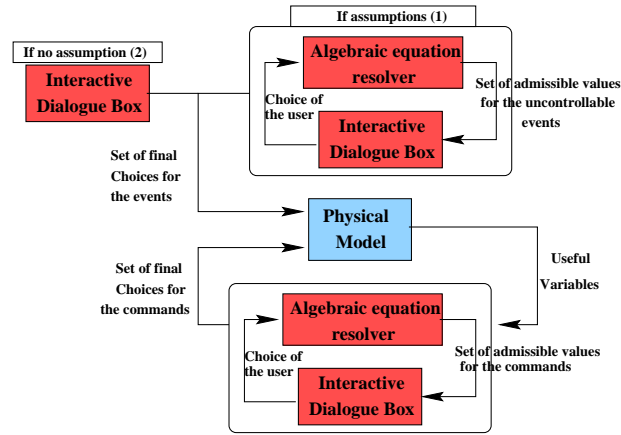 If assumptions (1)
If no assumption (2)
Interactive
Dialogue Box
Algebraic equation
resolver
Choice of
the user
Set of admissible values
for the uncontrollable
events
Interactive
Dialogue Box
Set of final
Choices for
the events
Physical
Model
Set of final
Choices for
the commands
Useful
Variables
Algebraic equation
resolver
Choice of
the user
Set of admissible values
for the commands
Interactive
Dialogue Box